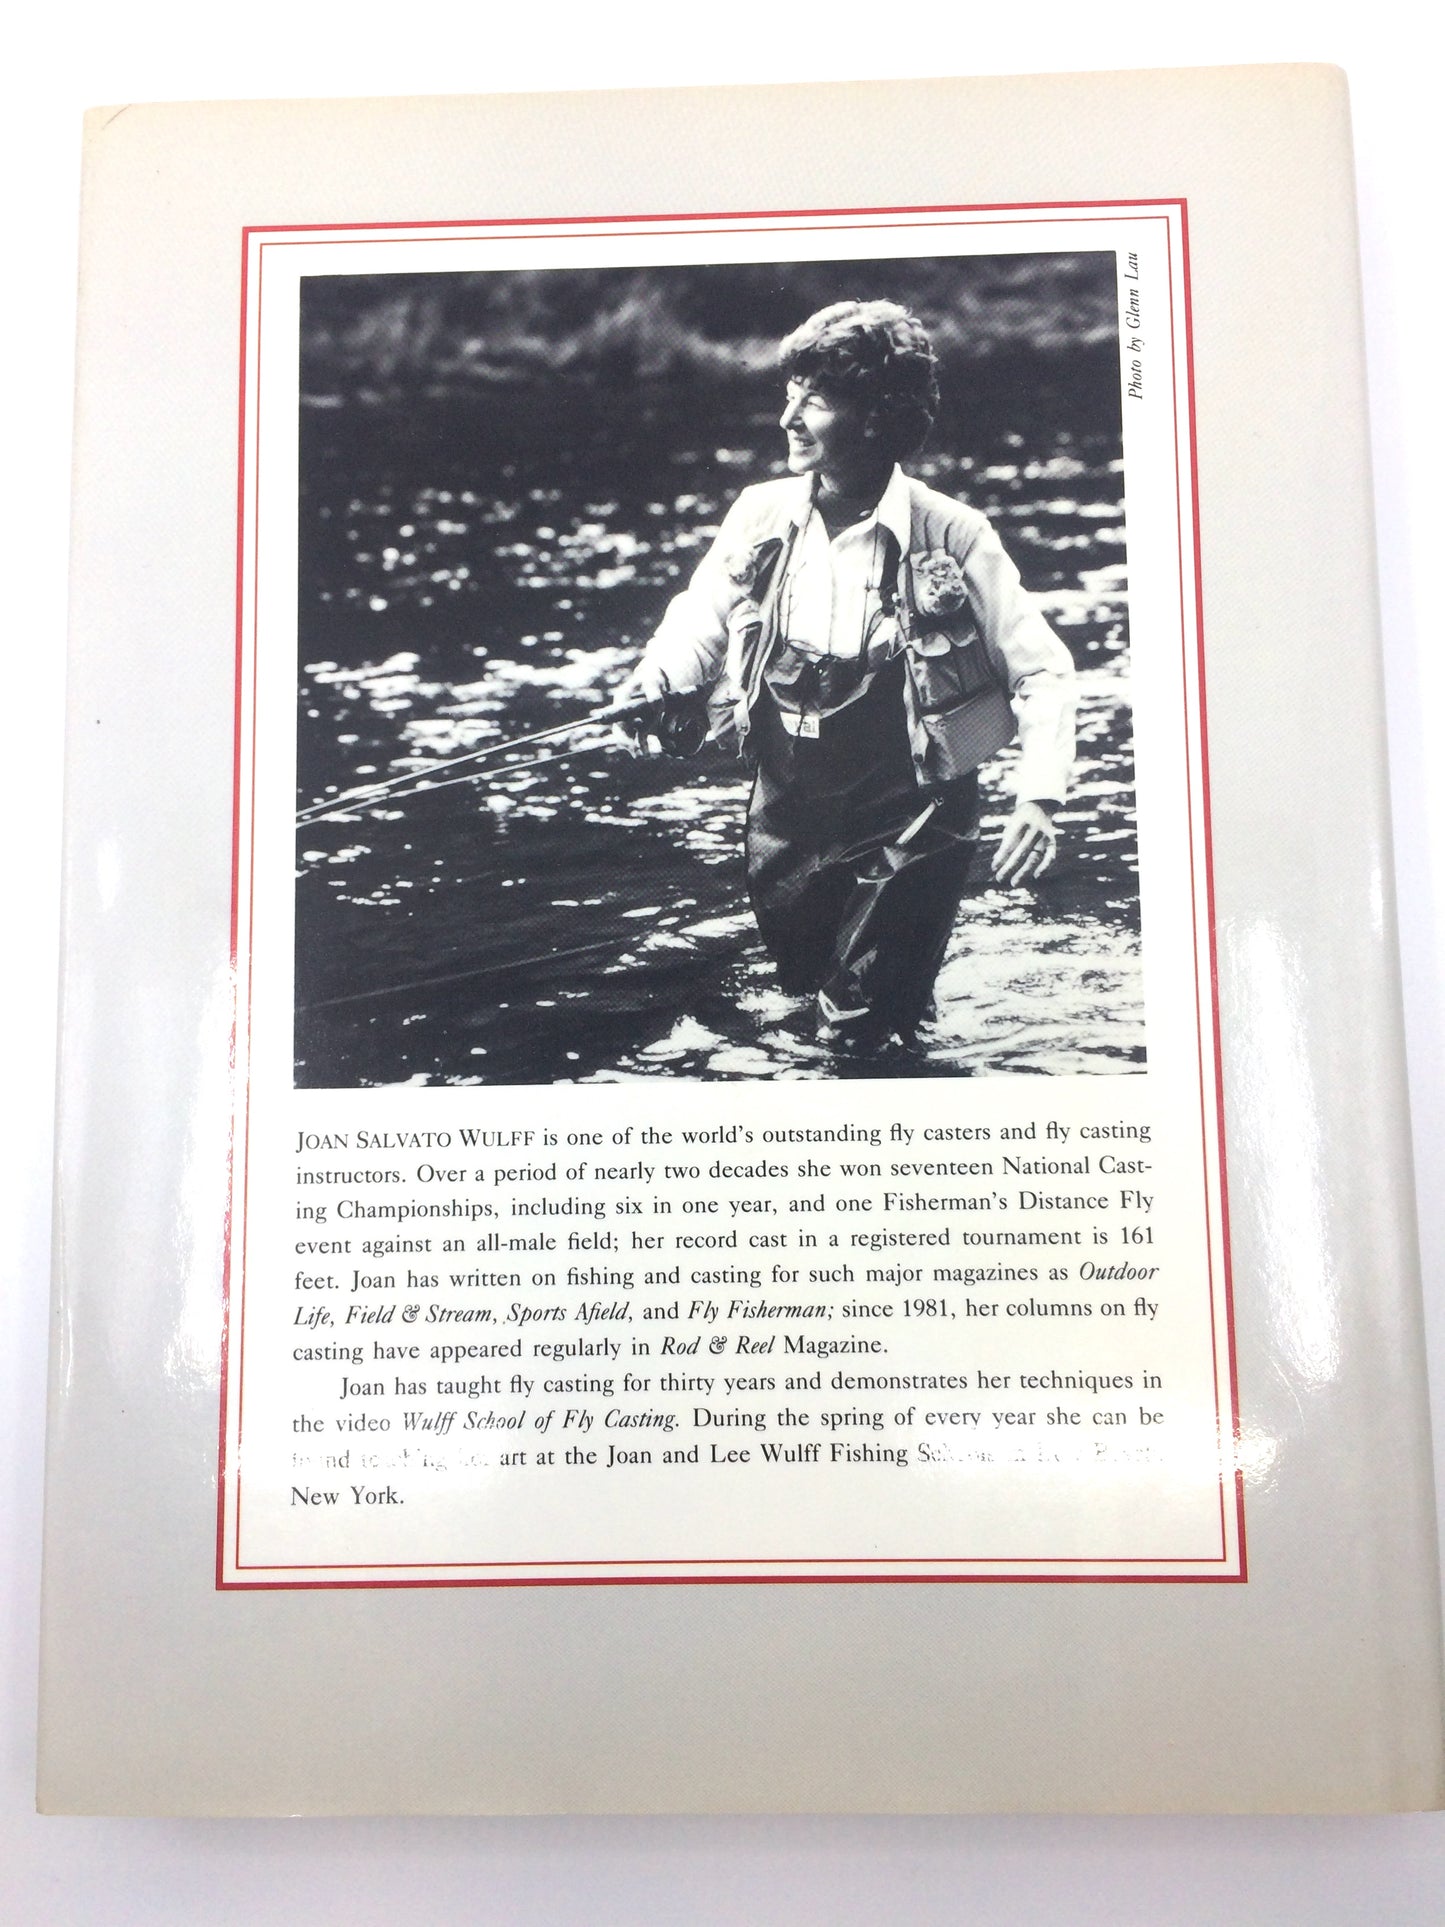 Photo by Glenn Lau
JOAN SALVATO WULFF is one of the world's outstanding fly casters and fly casting
instructors. Over a period of nearly two decades she won seventeen National Cast-
ing Championships, including six in one year, and one Fisherman's Distance Fly
event against an all-male field; her record cast in a registered tournament is 161
feet. Joan has written on fishing and casting for such major magazines as Outdoor
Life, Field & Stream, Sports Afield, and Fly Fisherman; since 1981, her columns on fly
casting have appeared regularly in Rod & Reel Magazine.
Joan has taught fly casting for thirty years and demonstrates her techniques in
the video Wulff School of Fly Casting. During the spring of every year she can be
art at the Joan and Lee Wulff Fishing
New York.